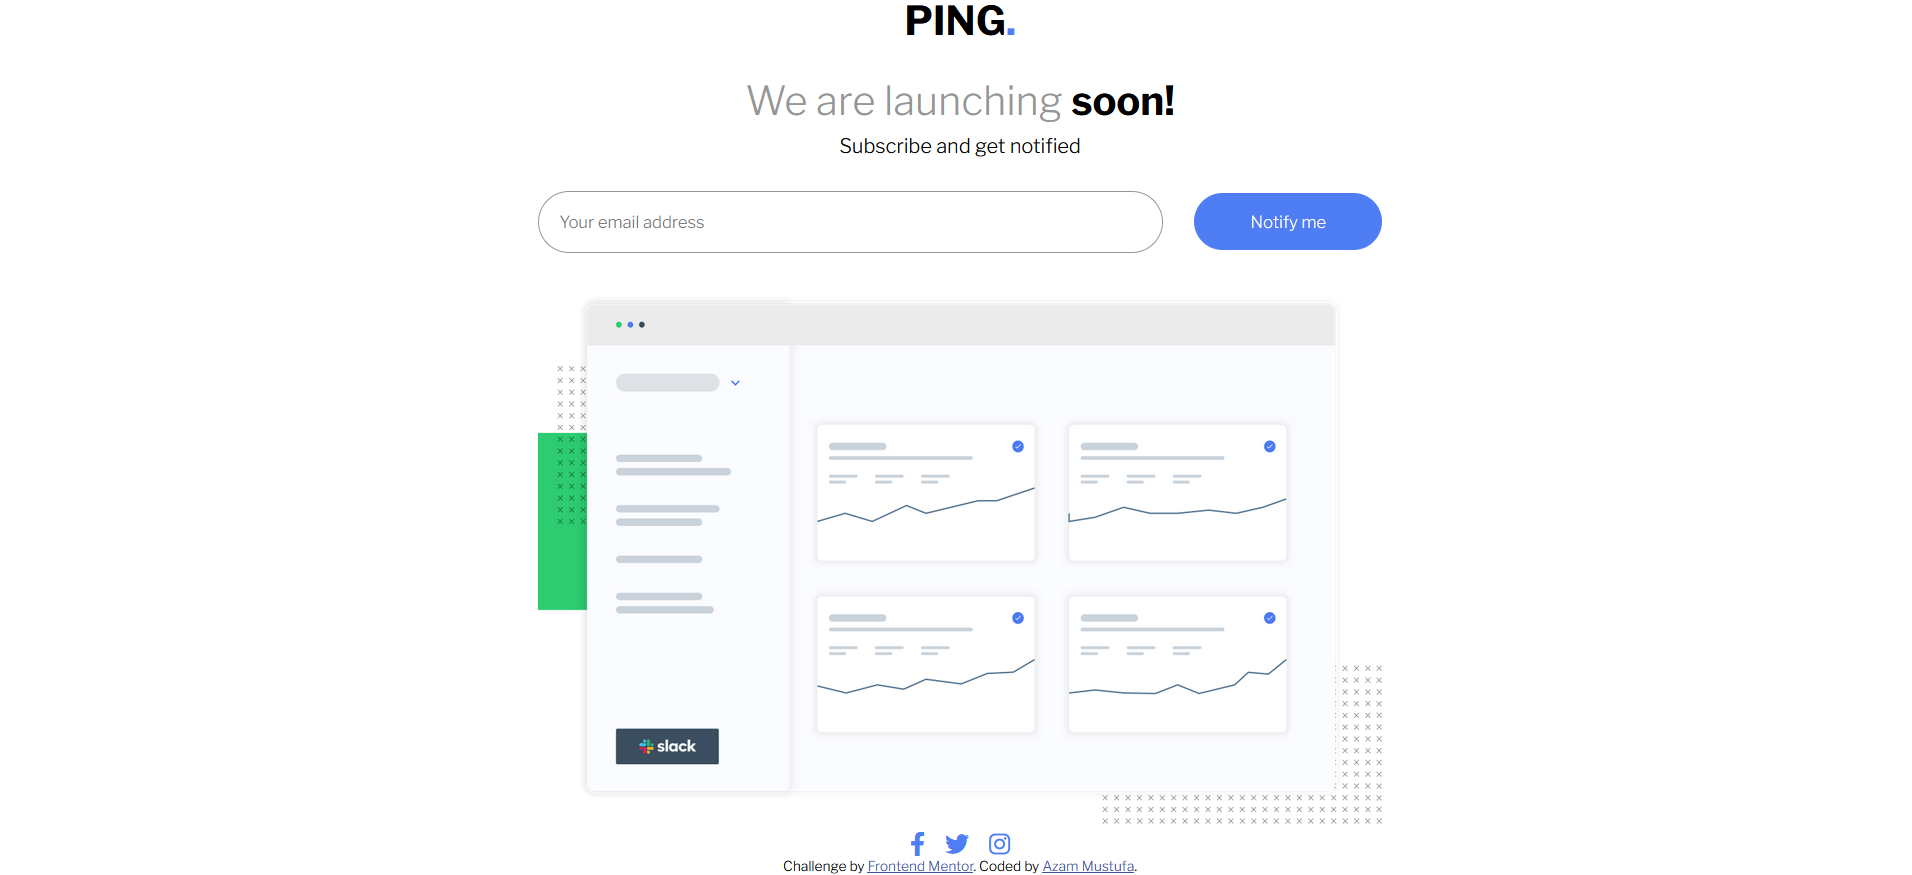 PING.
We are launching soon!
Subscribe and get notified
Your email address
Notify me
slack
Challenge by Frontend Mentor. Coded by Azam Mustufa.